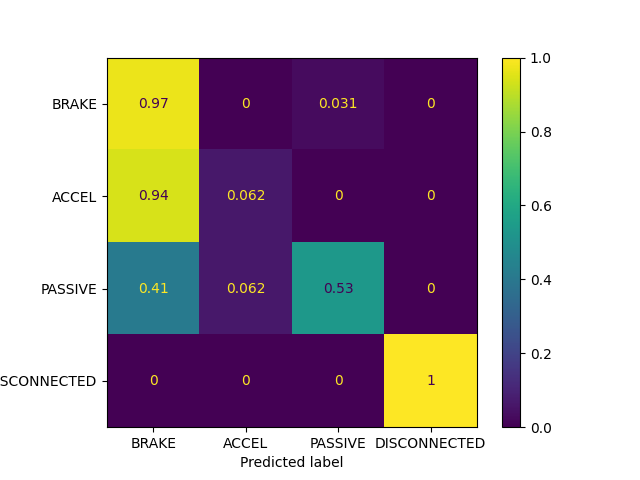 1.0
BRAKE 0.97 0 0.031 0
0.8
ACCEL 0.94 0.062 0 0
0.6
0.4
PASSIVE 0.41 0.062 0.53 0
0.2
SCONNECTED 0 0 0 1
0.0
BRAKE ACCEL PASSIVE DISCONNECTED
Predicted label